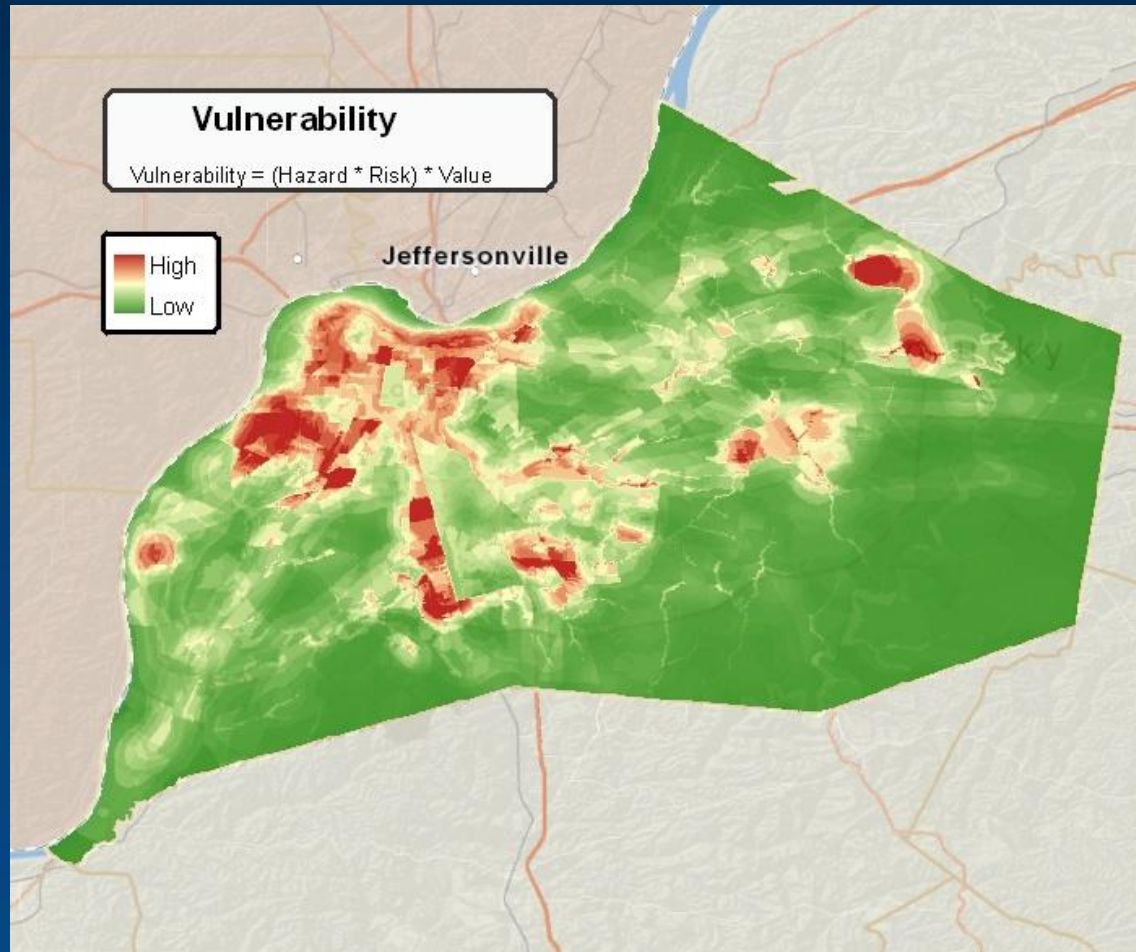 Vulnerability
Vulnerability = (Hazard * Risk) * Value
High
Low
Jeffersonville